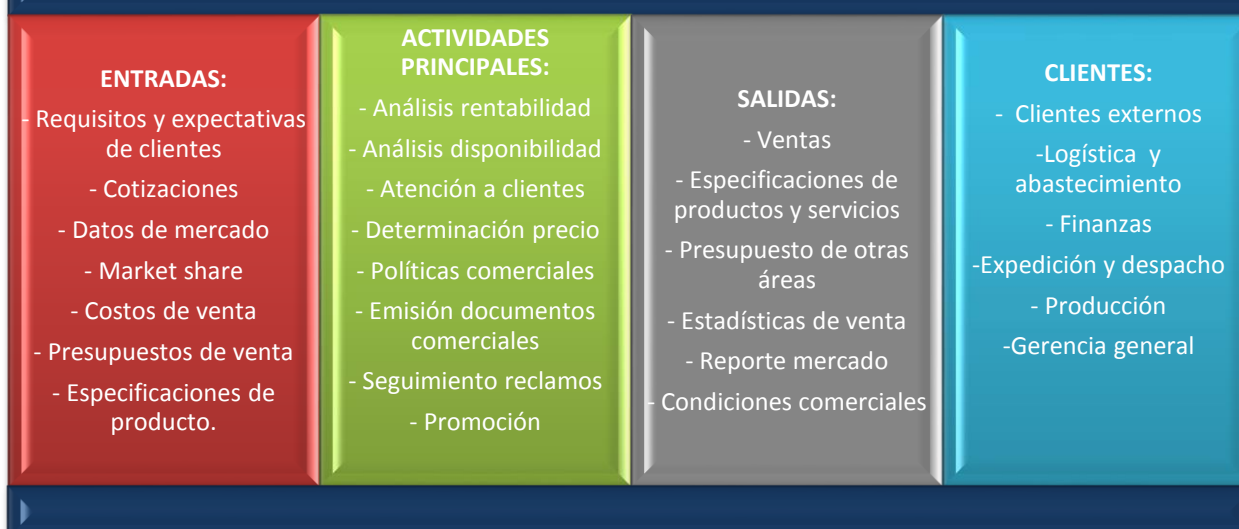 ENTRADAS:
- Requisitos y expectativas
de clientes
- Cotizaciones
- Datos de mercado
- Market share
- Costos de venta
- Presupuestos de venta
- Especificaciones de
producto.
ACTIVIDADES
PRINCIPALES:
- Análisis rentabilidad
- Análisis disponibilidad
- Atención a clientes
- Determinación precio
- Políticas comerciales
- Emisión documentos
comerciales
- Seguimiento reclamos
- Promoción
SALIDAS:
- Ventas
- Especificaciones de
productos y servicios
- Presupuesto de otras
áreas
- Estadísticas de venta
- Reporte mercado
- Condiciones comerciales
CLIENTES:
- Clientes externos
-Logística y
abastecimiento
- Finanzas
-Expedición y despacho
- Producción
-Gerencia general